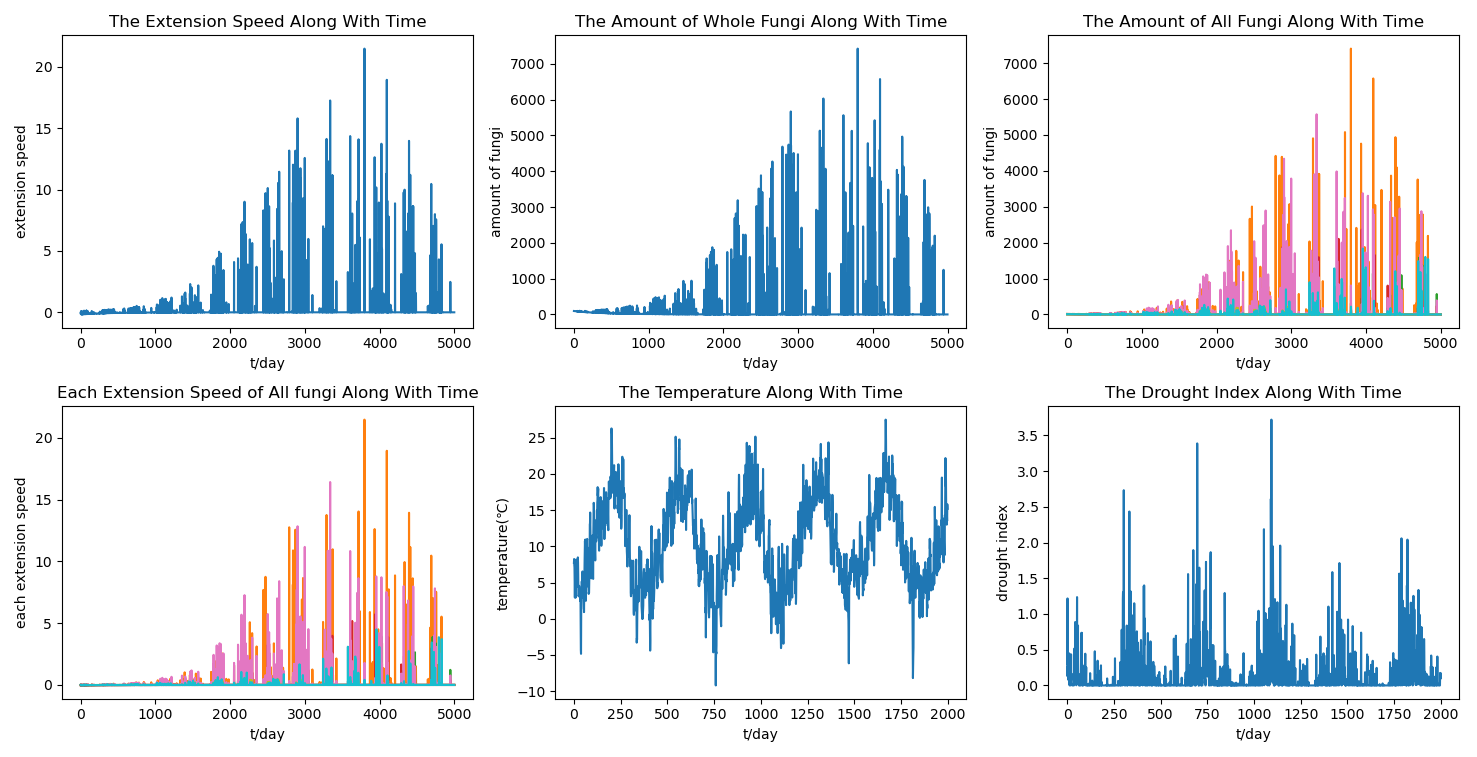 The Extension Speed Along With Time
extension speed
20
15
10
5
0
0 1000 2000 3000 4000 5000
t/day
The Amount of Whole Fungi Along With Time
amount of fungi
7000
6000
5000
4000
3000
2000
1000
0
0 1000 2000 3000 4000 5000
t/day
The Amount of All Fungi Along With Time
amount of fungi
7000
6000
5000
4000
3000
2000
1000
0
0 1000 2000 3000 4000 5000
t/day
Each Extension Speed of All fungi Along With Time
each extension speed
20
15
10
5
0
0 1000 2000 3000 4000 5000
t/day
The Temperature Along With Time
temperature(℃)
25
20
15
10
5
0
−5
−10
0 250 500 750 1000 1250 1500 1750 2000
t/day
The Drought Index Along With Time
drought index
3.5
3.0
2.5
2.0
1.5
1.0
0.5
0.0
0 250 500 750 1000 1250 1500 1750 2000
t/day